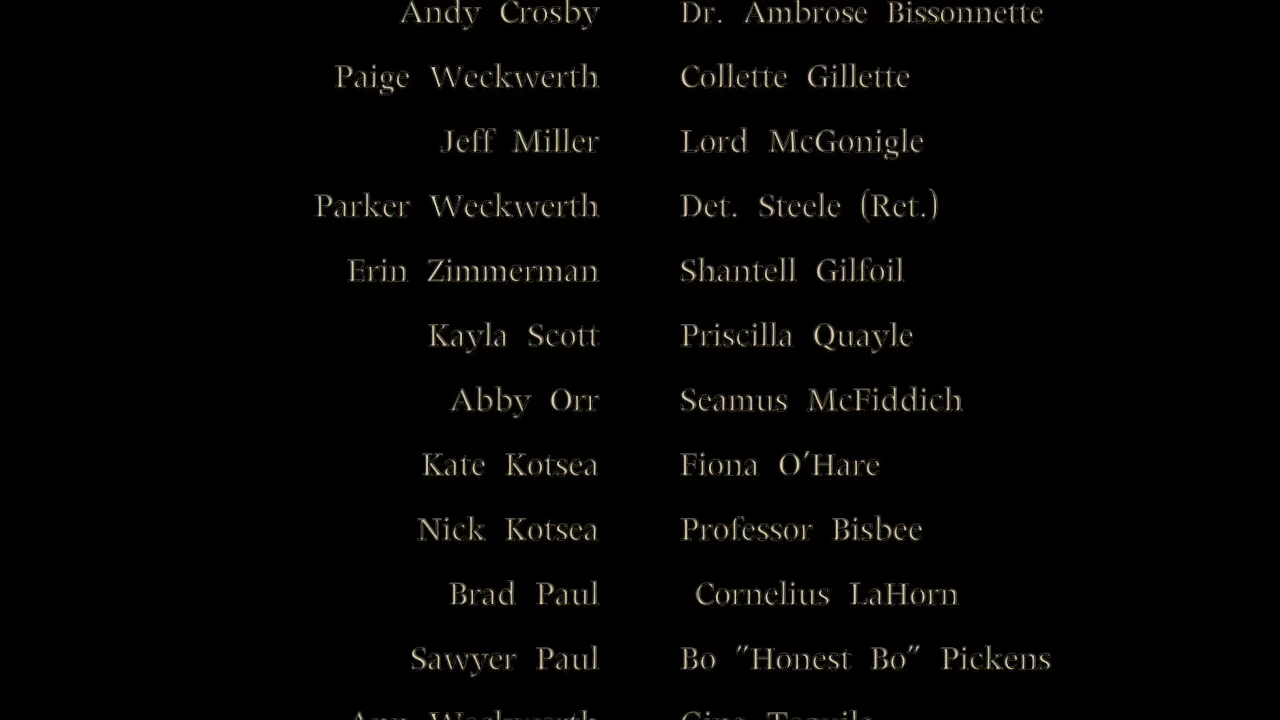 Andy Crosby Dr. Ambrose Bissonnette
Paige Weckwerth Collette Gillette
Jeff Miller Lord McGonigle
Parker Weckwerth Det. Steele (Ret.)
Erin Zimmerman Shantell Gilfoil
Kayla Scott Priscilla Quayle
Abby Orr Seamus McFiddich
Kate Kotsea Fiona O'Hare
Nick Kotsea Professor Bisbee
Brad Paul Cornelius LaHorn
Sawyer Paul Bo "Honest Bo" Pickens
Weckwerth